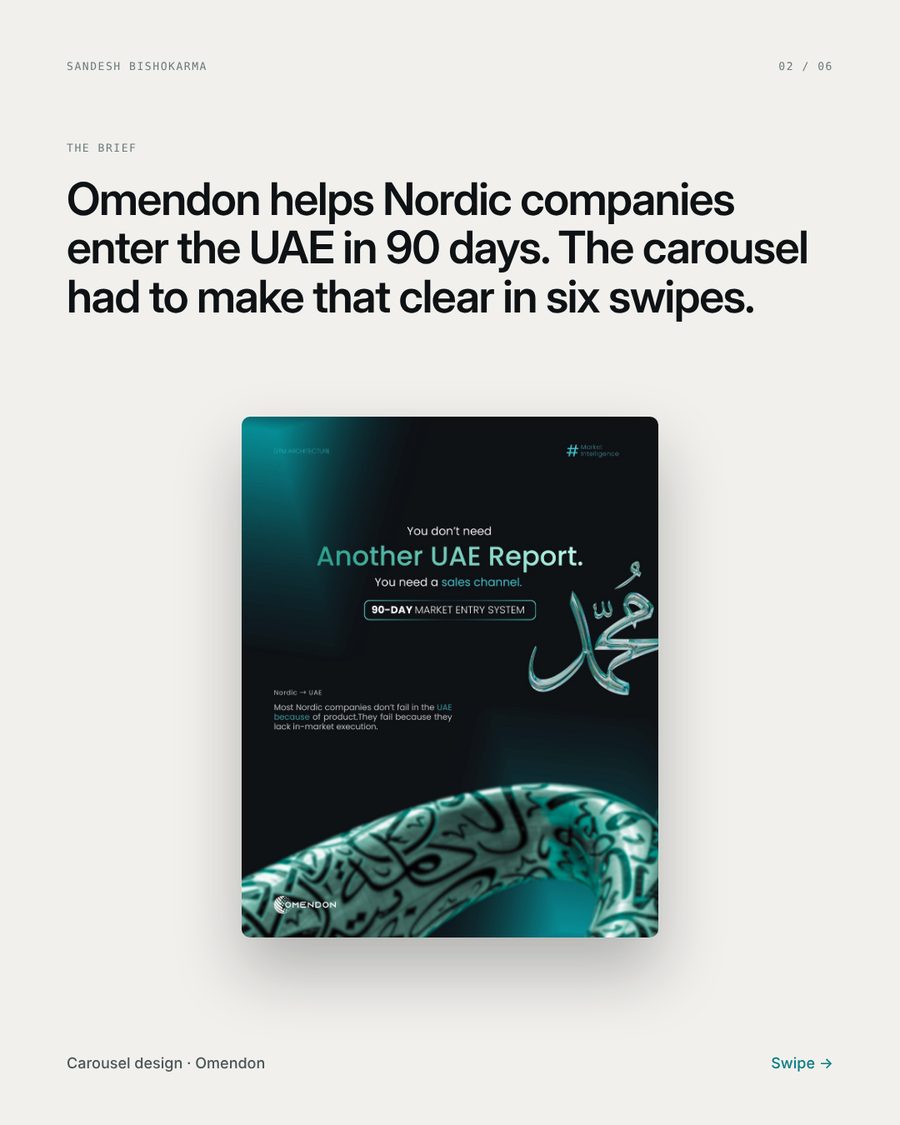 SANDESH BISHOKARMA
02 / 06
THE BRIEF
Omendon helps Nordic companies
enter the UAE in 90 days. The carousel
had to make that clear in six swipes.
# Market
Intelligence
You don't need
Another UAE Report.
You need a sales channel.
90-DAY MARKET ENTRY SYSTEM
محمد
Nordic → UAE
Most Nordic companies don't fail in the UAE
because of product.They fail because they
lack in-market execution.
OMENDON
Carousel design · Omendon
Swipe →